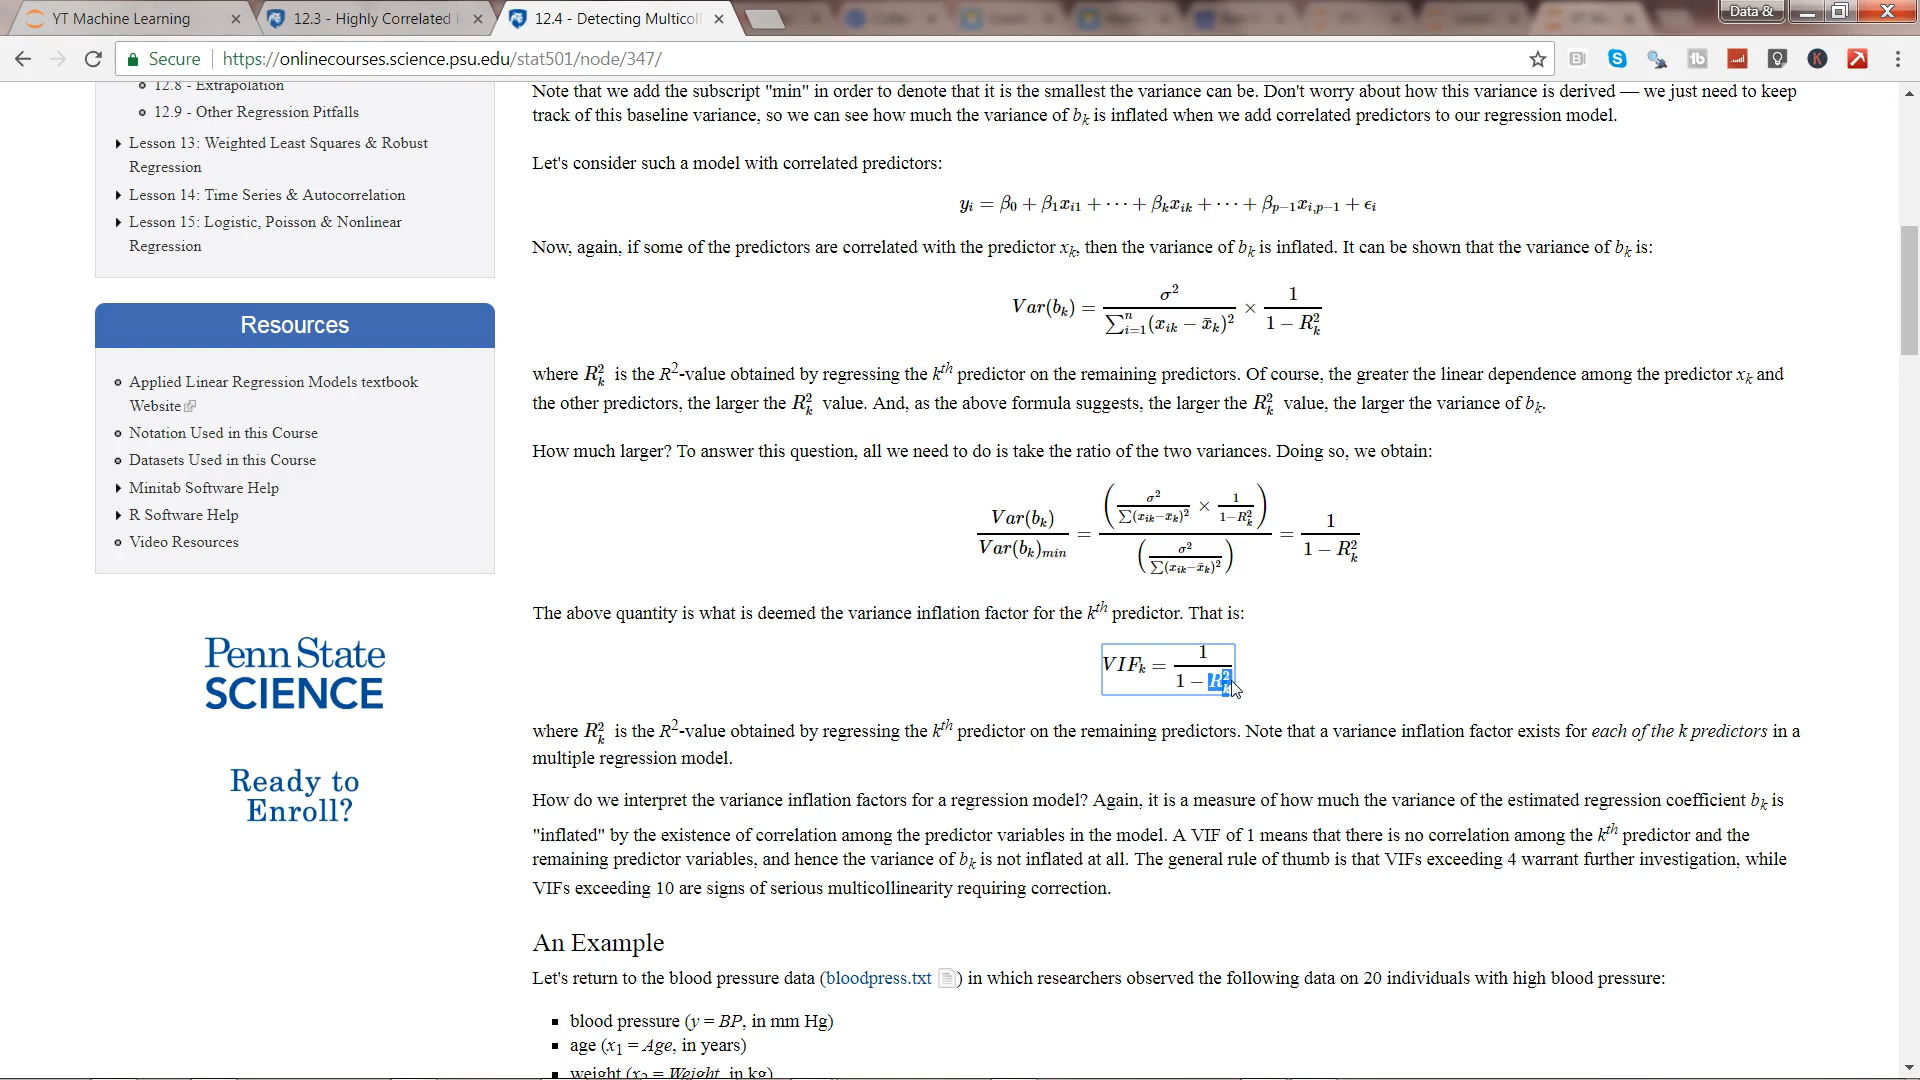 YT Machine Learning
12.3 - Highly Correlated
12.4 - Detecting Multicol
Data &
Secure
https://onlinecourses.science.psu.edu/stat501/node/347/
12.8 - Extrapolation
12.9 - Other Regression Pitfalls
Lesson 13: Weighted Least Squares & Robust
Regression
Lesson 14: Time Series & Autocorrelation
Lesson 15: Logistic, Poisson & Nonlinear
Regression
Resources
Applied Linear Regression Models textbook
Website
Notation Used in this Course
Datasets Used in this Course
Minitab Software Help
R Software Help
Video Resources
Penn State
SCIENCE
Ready to
Enroll?
Note that we add the subscript "min" in order to denote that it is the smallest the variance can be. Don't worry about how this variance is derived — we just need to keep
track of this baseline variance, so we can see how much the variance of b_k is inflated when we add correlated predictors to our regression model.
Let's consider such a model with correlated predictors:
y_i = β_0 + β_1 x_{i1} + ··· + β_k x_{ik} + ··· + β_{p−1} x_{i,p−1} + ϵ_i
Now, again, if some of the predictors are correlated with the predictor x_k, then the variance of b_k is inflated. It can be shown that the variance of b_k is:
Var(b_k) = σ² / ∑_{i=1}^n (x_{ik} − x̄_k)² × 1 / (1 − R_k²)
where R_k² is the R²-value obtained by regressing the k^th predictor on the remaining predictors. Of course, the greater the linear dependence among the predictor x_k and
the other predictors, the larger the R_k² value. And, as the above formula suggests, the larger the R_k² value, the larger the variance of b_k.
How much larger? To answer this question, all we need to do is take the ratio of the two variances. Doing so, we obtain:
Var(b_k) / Var(b_k)_min = (σ² / ∑(x_{ik} − x̄_k)² × 1 / (1 − R_k²)) / (σ² / ∑(x_{ik} − x̄_k)²) = 1 / (1 − R_k²)
The above quantity is what is deemed the variance inflation factor for the k^th predictor. That is:
VIF_k = 1 / (1 − R_k²)
where R_k² is the R²-value obtained by regressing the k^th predictor on the remaining predictors. Note that a variance inflation factor exists for each of the k predictors in a
multiple regression model.
How do we interpret the variance inflation factors for a regression model? Again, it is a measure of how much the variance of the estimated regression coefficient b_k is
"inflated" by the existence of correlation among the predictor variables in the model. A VIF of 1 means that there is no correlation among the k^th predictor and the
remaining predictor variables, and hence the variance of b_k is not inflated at all. The general rule of thumb is that VIFs exceeding 4 warrant further investigation, while
VIFs exceeding 10 are signs of serious multicollinearity requiring correction.
An Example
Let's return to the blood pressure data (bloodpress.txt) in which researchers observed the following data on 20 individuals with high blood pressure:
blood pressure (y = BP, in mm Hg)
age (x_1 = Age, in years)
weight (x_2 = Weight, in kg)